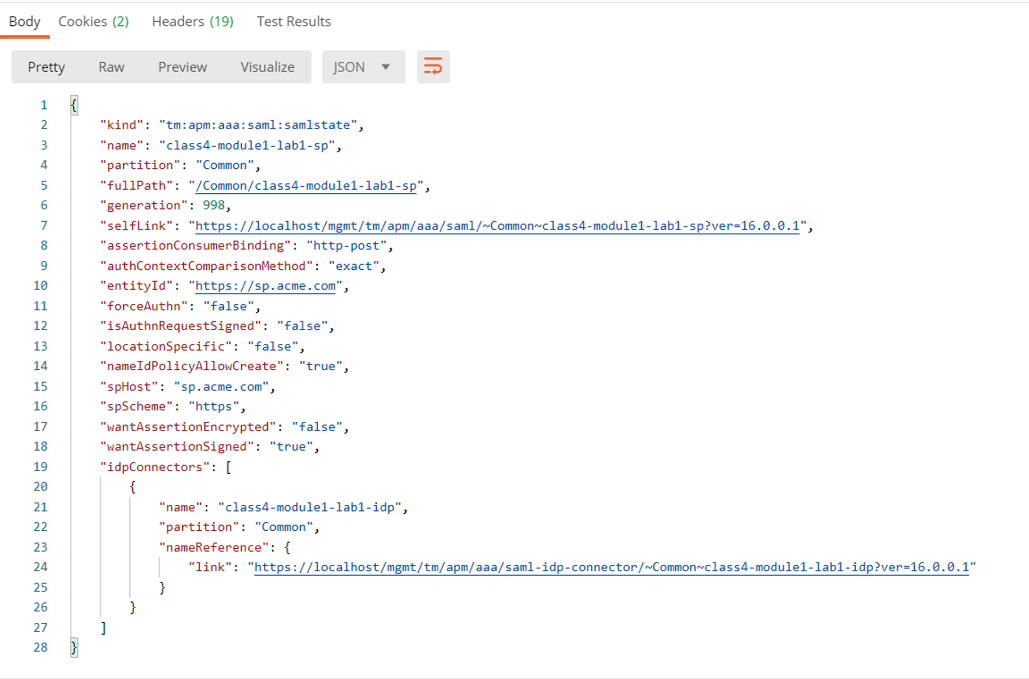 Body Cookies (2) Headers (19) Test Results
Pretty Raw Preview Visualize JSON
1 {
2 "kind": "tm:apm:aaa:saml:samlstate",
3 "name": "class4-module1-lab1-sp",
4 "partition": "Common",
5 "fullPath": "/Common/class4-module1-lab1-sp",
6 "generation": 998,
7 "selfLink": "https://localhost/mgmt/tm/apm/aaa/saml/~Common~class4-module1-lab1-sp?ver=16.0.0.1",
8 "assertionConsumerBinding": "http-post",
9 "authContextComparisonMethod": "exact",
10 "entityId": "https://sp.acme.com",
11 "forceAuthn": "false",
12 "isAuthnRequestSigned": "false",
13 "locationSpecific": "false",
14 "nameIdPolicyAllowCreate": "true",
15 "spHost": "sp.acme.com",
16 "spScheme": "https",
17 "wantAssertionEncrypted": "false",
18 "wantAssertionSigned": "true",
19 "idpConnectors": [
20 {
21 "name": "class4-module1-lab1-idp",
22 "partition": "Common",
23 "nameReference": {
24 "link": "https://localhost/mgmt/tm/apm/aaa/saml-idp-connector/~Common~class4-module1-lab1-idp?ver=16.0.0.1"
25 }
26 }
27 ]
28 }